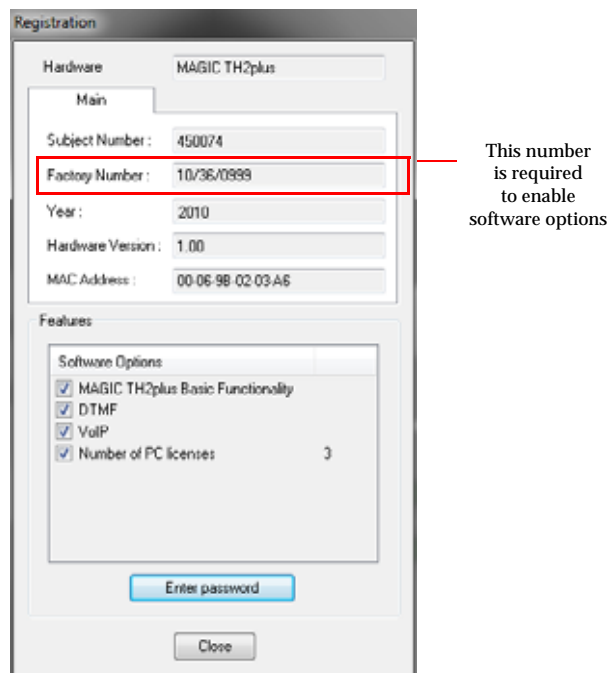 Registration
Hardware MAGIC TH2plus
Main
Subject Number : 450074
Factory Number : 10/36/0999
Year : 2010
Hardware Version : 1.00
MAC Address : 00-06-9B-02-03-A6
This number
is required
to enable
software options
Features
Software Options
MAGIC TH2plus Basic Functionality
DTMF
VoIP
Number of PC licenses 3
Enter password
Close